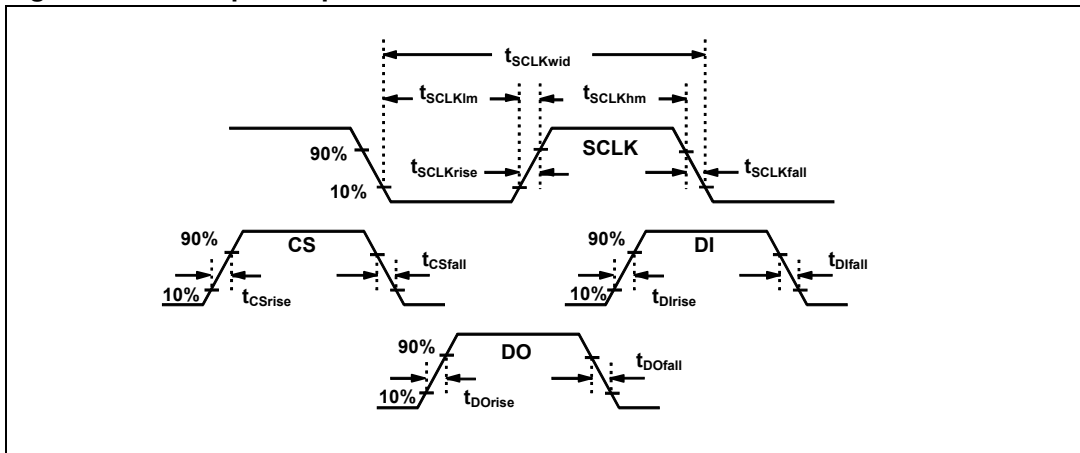 tSCLKwid
tSCLKlm
tSCLKhm
SCLK
90%
tSCLKrise
tSCLKfall
10%
90%
CS
tCSfall
10%
tCSrise
90%
DI
tDIfall
10%
tDIrise
90%
DO
tDOfall
10%
tDOrise